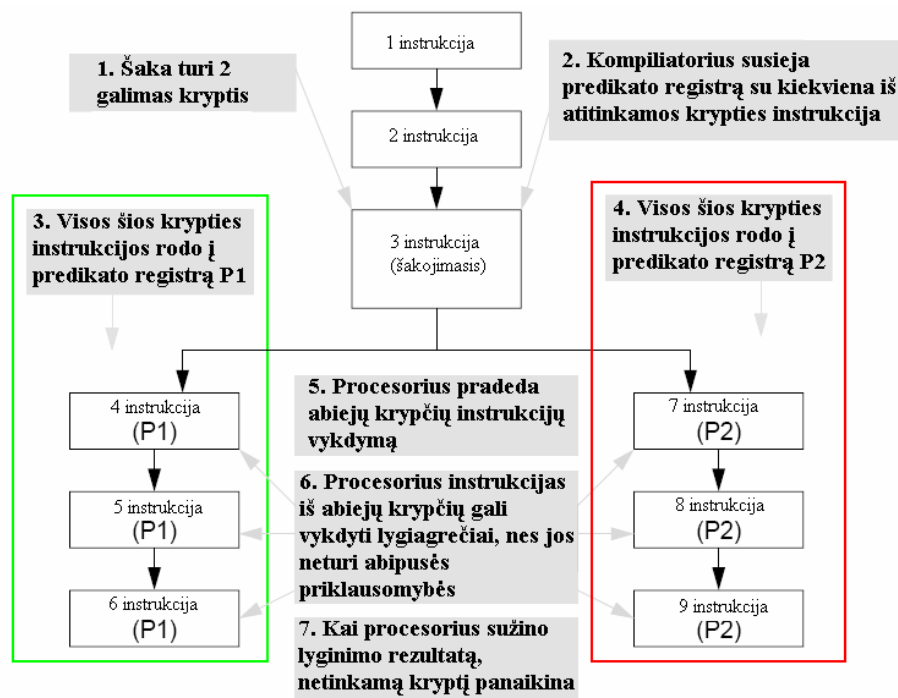 1 instrukcija
1. Šaka turi 2
galimas kryptis
2. Kompiliatorius susieja
predikato registrą su kiekviena iš
atitinkamos krypties instrukcija
2 instrukcija
3. Visos šios krypties
instrukcijos rodo į
predikato registrą P1
3 instrukcija
(šakojimasis)
4. Visos šios krypties
instrukcijos rodo į
predikato registrą P2
4 instrukcija
(P1)
5. Procesorius pradeda
abiejų krypčių instrukcijų
vykdymą
7 instrukcija
(P2)
6. Procesorius instrukcijas
iš abiejų krypčių gali
vykdyti lygiagrečiai, nes jos
neturi abipusės
priklausomybės
5 instrukcija
(P1)
8 instrukcija
(P2)
6 instrukcija
(P1)
9 instrukcija
(P2)
7. Kai procesorius sužino
lyginimo rezultatą,
netinkamą kryptį panaikina